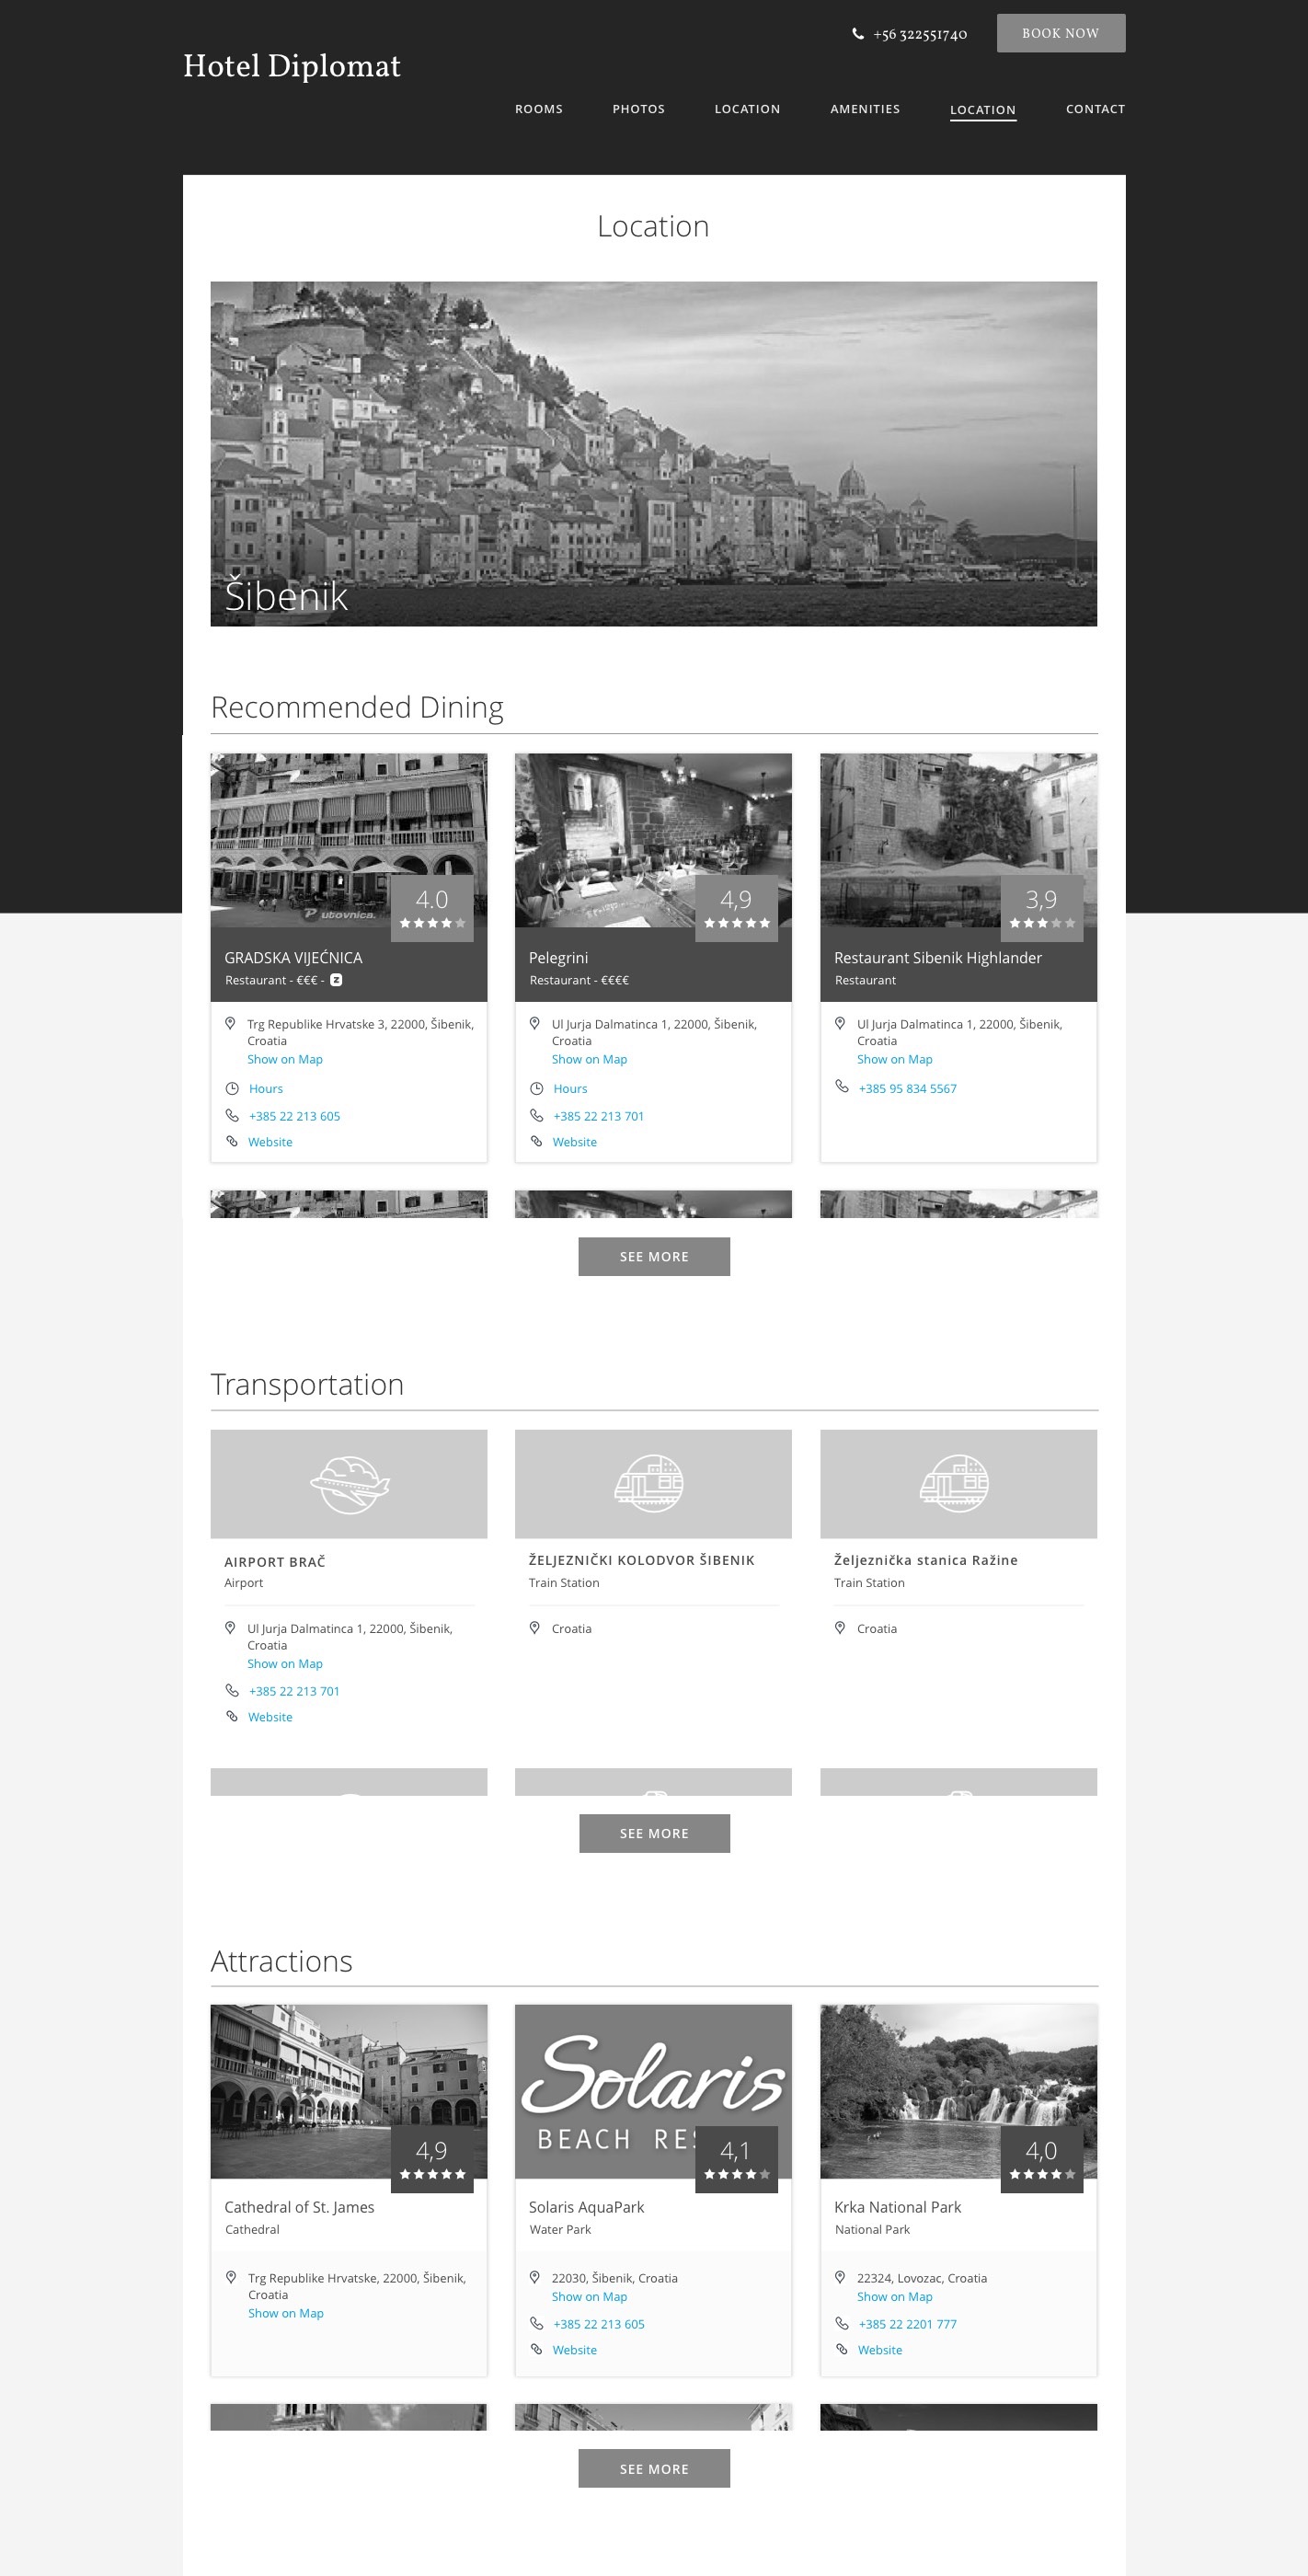 +56 322551740
BOOK NOW
Hotel Diplomat
ROOMS
PHOTOS
LOCATION
AMENITIES
LOCATION
CONTACT
Location
Šibenik
Recommended Dining
utovnica.
4.0
GRADSKA VIJEĆNICA
Restaurant - €€€ -
Trg Republike Hrvatske 3, 22000, Šibenik,
Croatia
Show on Map
Hours
+385 22 213 605
Website
4,9
Pelegrini
Restaurant - €€€€
Ul Jurja Dalmatinca 1, 22000, Šibenik,
Croatia
Show on Map
Hours
+385 22 213 701
Website
3,9
Restaurant Sibenik Highlander
Restaurant
Ul Jurja Dalmatinca 1, 22000, Šibenik,
Croatia
Show on Map
+385 95 834 5567
SEE MORE
Transportation
AIRPORT BRAČ
Airport
Ul Jurja Dalmatinca 1, 22000, Šibenik,
Croatia
Show on Map
+385 22 213 701
Website
ŽELJEZNIČKI KOLODVOR ŠIBENIK
Train Station
Croatia
Željeznička stanica Ražine
Train Station
Croatia
SEE MORE
Attractions
4,9
Cathedral of St. James
Cathedral
Trg Republike Hrvatske, 22000, Šibenik,
Croatia
Show on Map
Solaris
BEACH RES
4,1
Solaris AquaPark
Water Park
22030, Šibenik, Croatia
Show on Map
+385 22 213 605
Website
4,0
Krka National Park
National Park
22324, Lovozac, Croatia
Show on Map
+385 22 2201 777
Website
SEE MORE